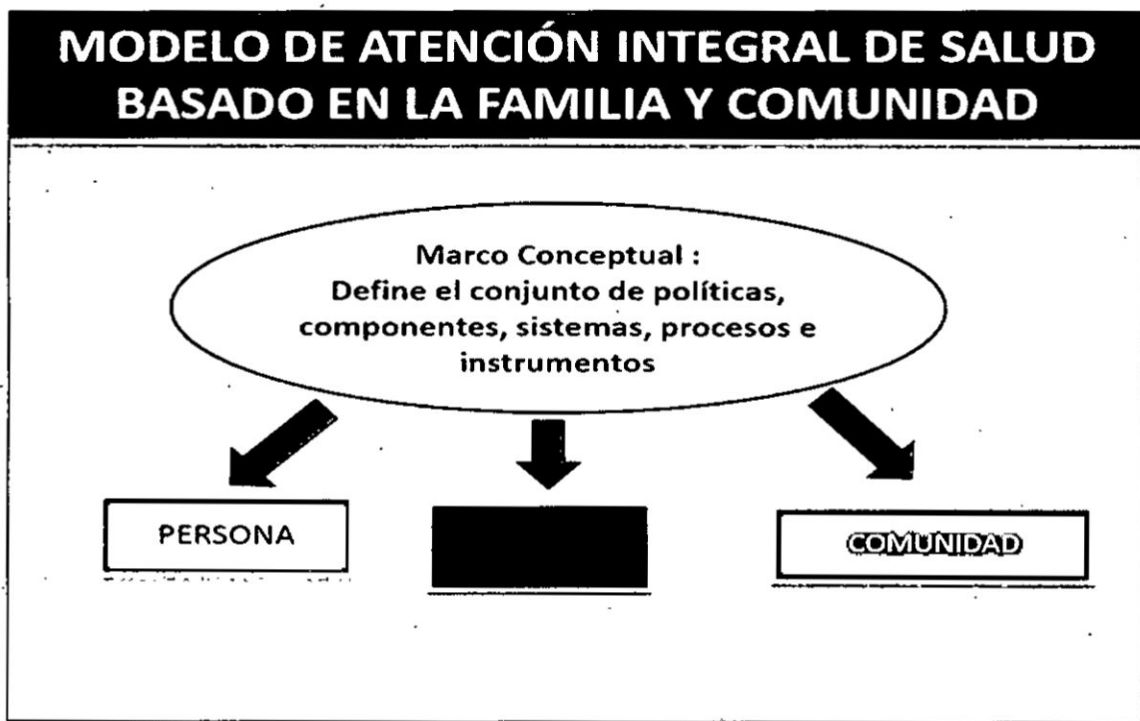 MODELO DE ATENCIÓN INTEGRAL DE SALUD
BASADO EN LA FAMILIA Y COMUNIDAD
Marco Conceptual :
Define el conjunto de políticas,
componentes, sistemas, procesos e
instrumentos
PERSONA
COMUNIDAD